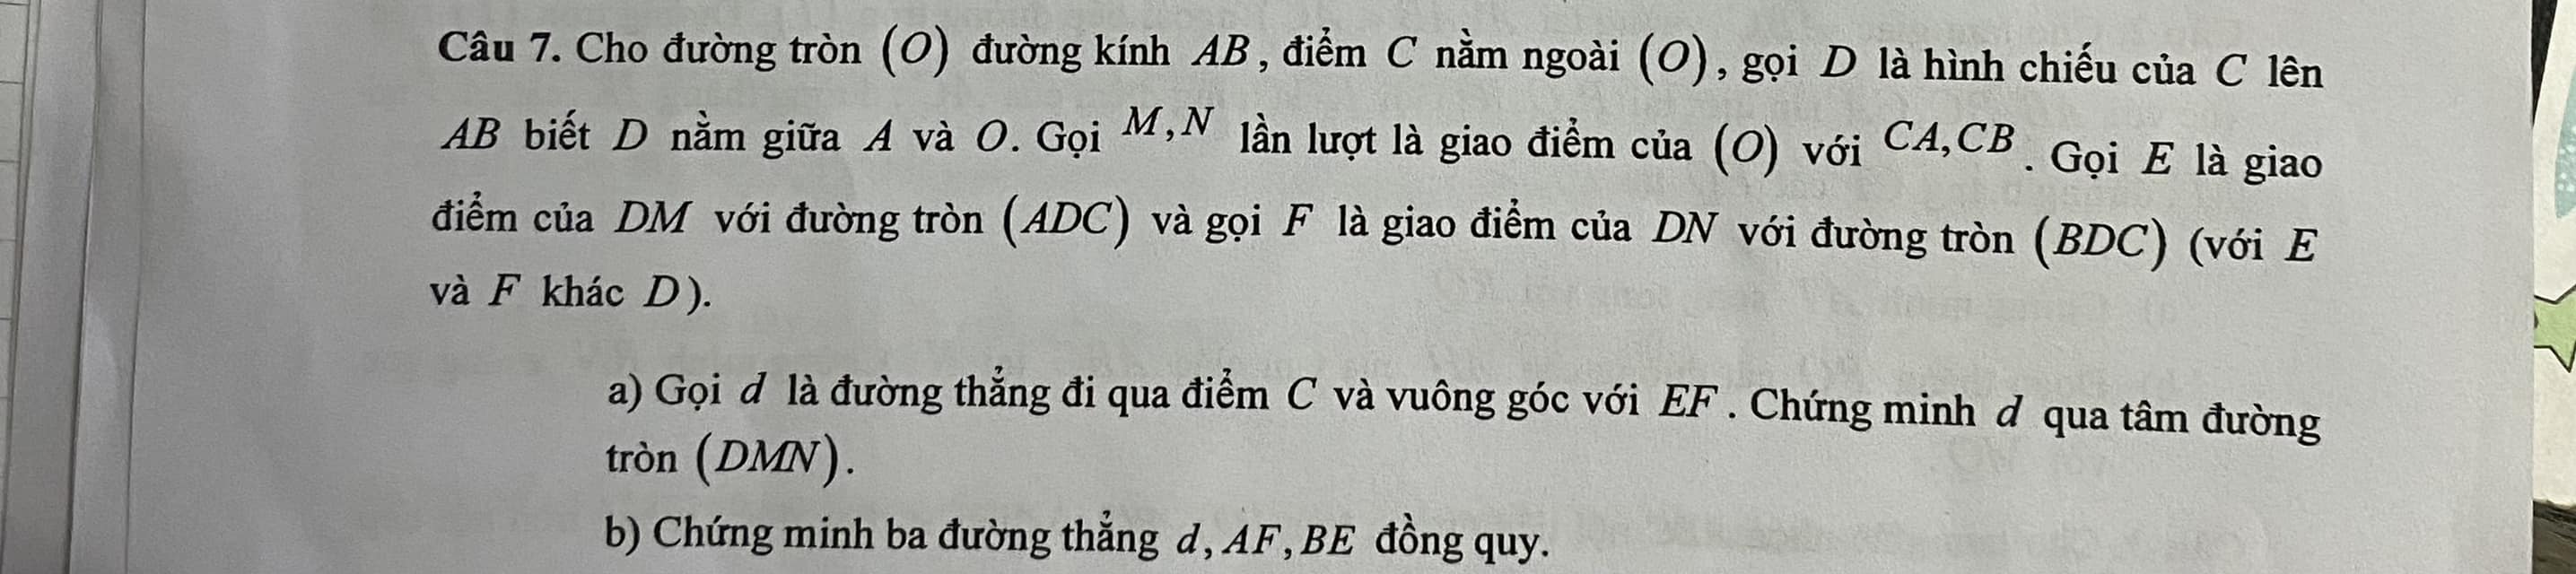 Câu 7. Cho đường tròn (O) đường kính AB, điểm C nằm ngoài (O), gọi D là hình chiếu của C lên
AB biết D nằm giữa A và O. Gọi M,N lần lượt là giao điểm của (O) với CA,CB. Gọi E là giao
điểm của DM với đường tròn (ADC) và gọi F là giao điểm của DN với đường tròn (BDC) (với E
và F khác D).
a) Gọi d là đường thẳng đi qua điểm C và vuông góc với EF. Chứng minh d qua tâm đường
tròn (DMN).
b) Chứng minh ba đường thẳng d, AF, BE đồng quy.